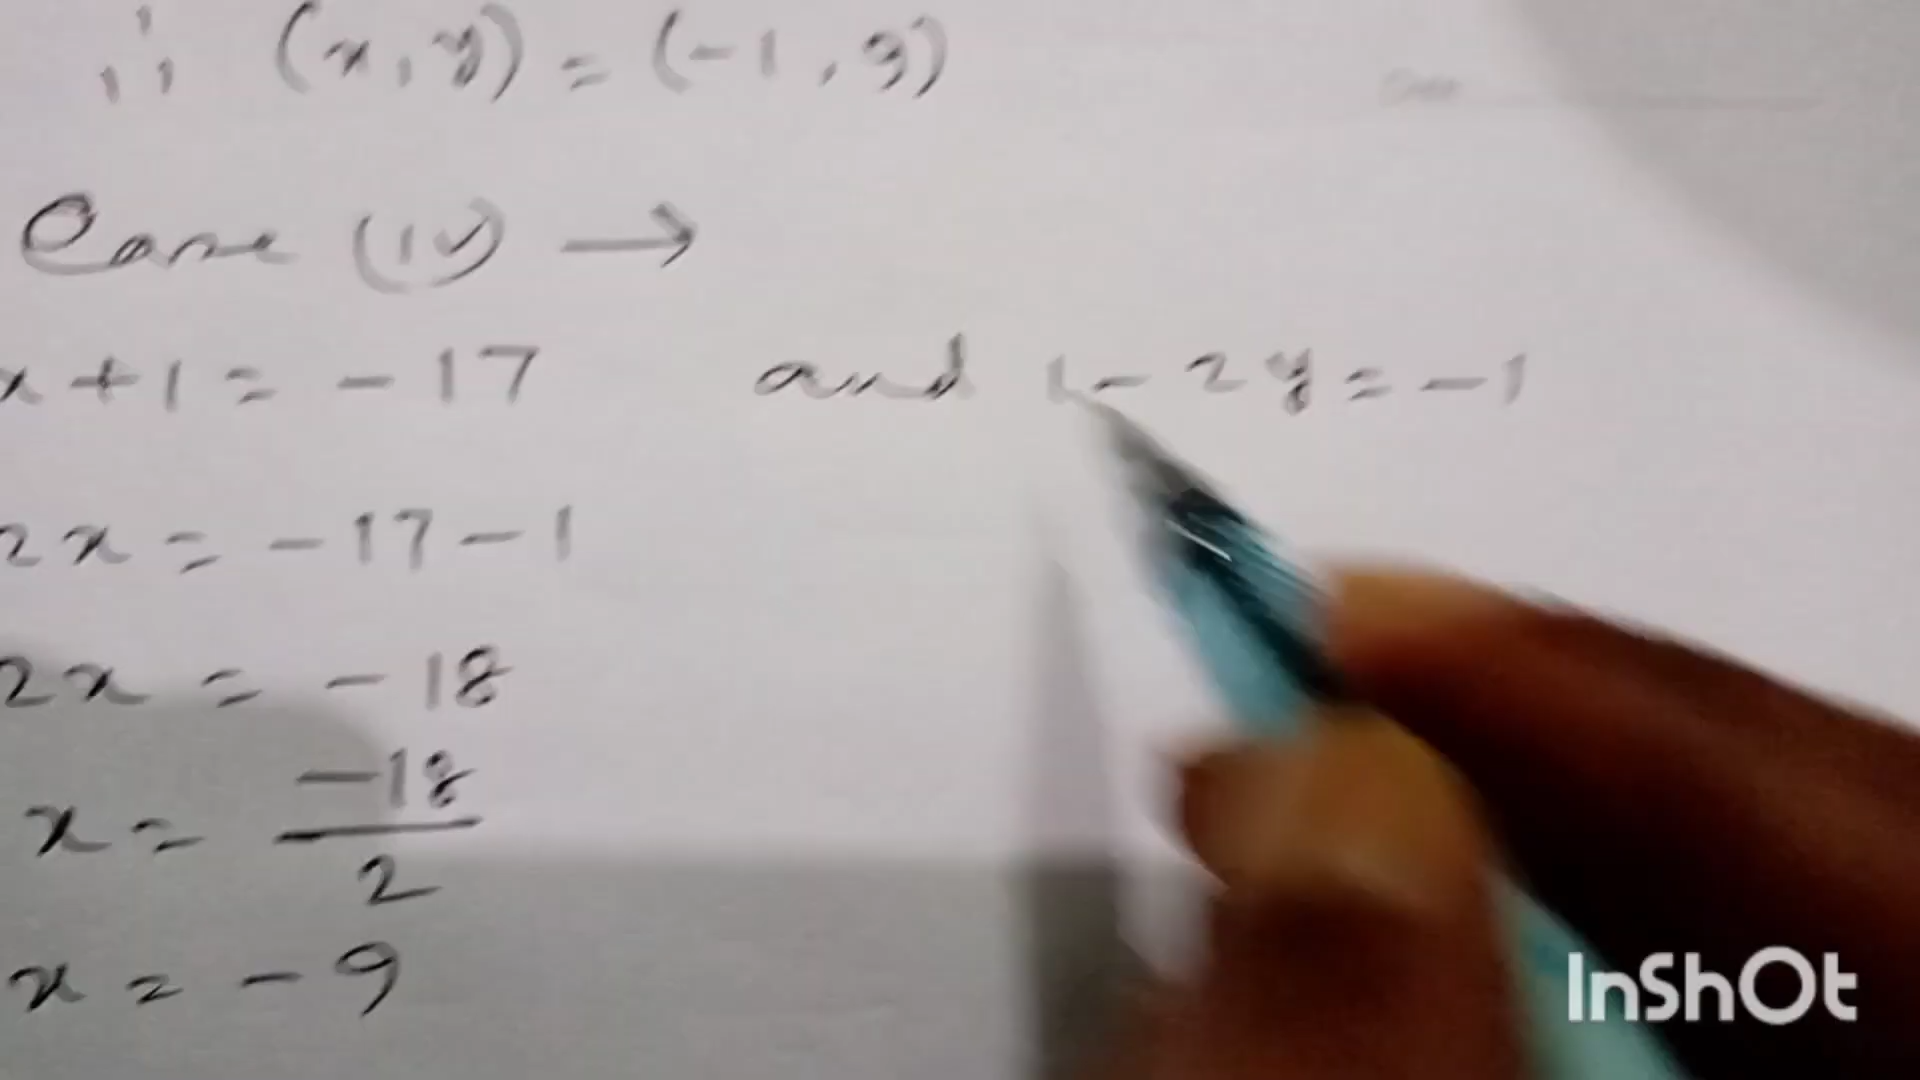 ∴ (x, y) = (-1, 9)
Case (iv) →
x + 1 = - 17 and 1 - 2y = - 1
2x = - 17 - 1
2x = - 18
x = -18/2
x = - 9
InShOt